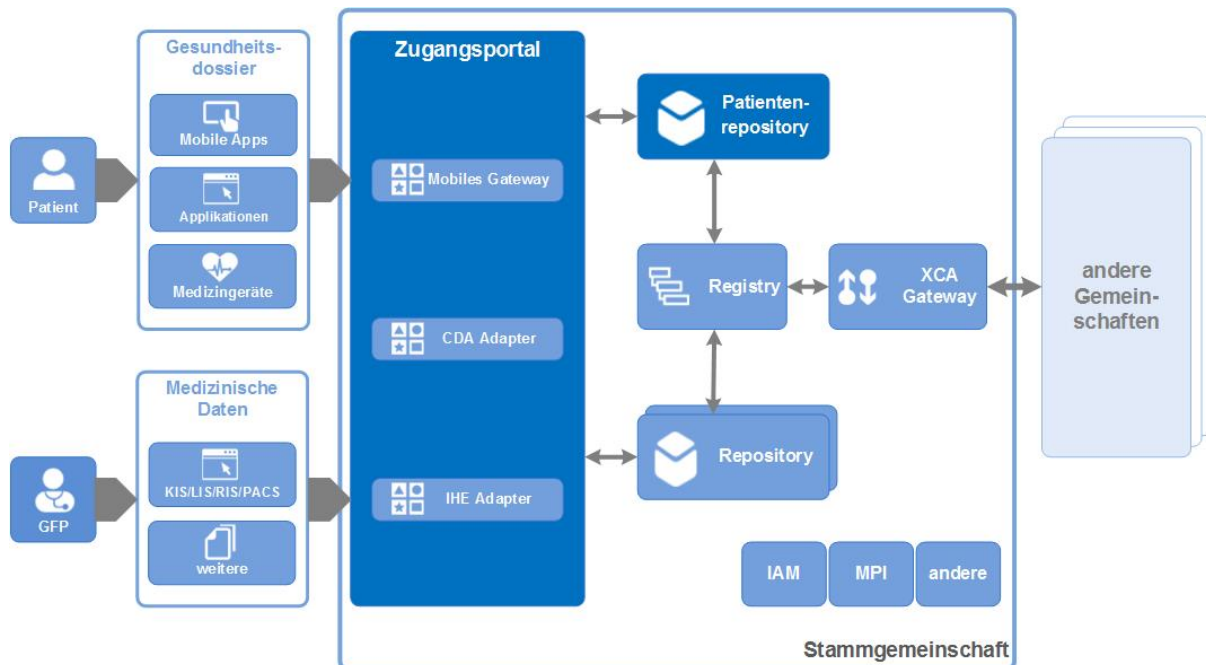 Gesundheits-
dossier
Mobile Apps
Applikationen
Medizingeräte
Patient
Medizinische
Daten
KIS/LIS/RIS/PACS
weitere
GFP
Zugangsportal
Mobiles Gateway
CDA Adapter
IHE Adapter
Patienten-
repository
Registry
XCA
Gateway
Repository
IAM
MPI
andere
Stammgemeinschaft
andere
Gemein-
schaften